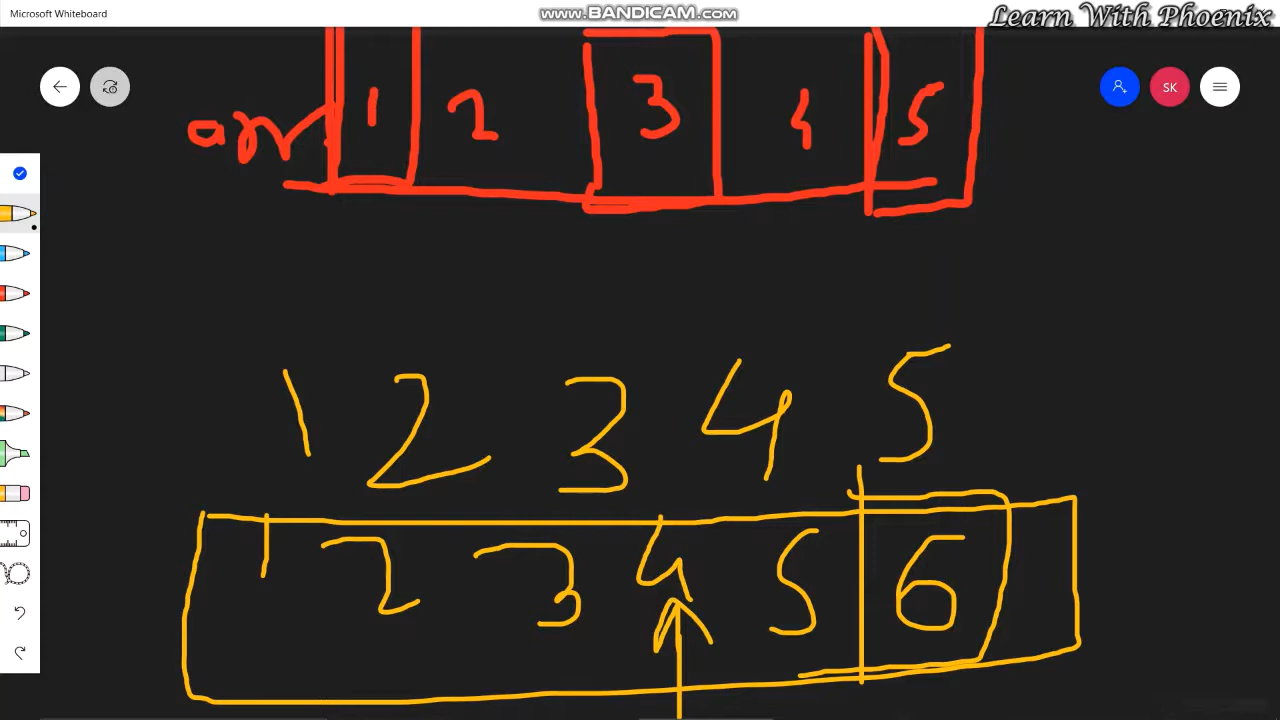 Microsoft Whiteboard
www.BANDICAM.com
Learn With Phoenix
SK
arr 1 2 3 4 5
1 2 3 4 5
1 2 3 4 5 6